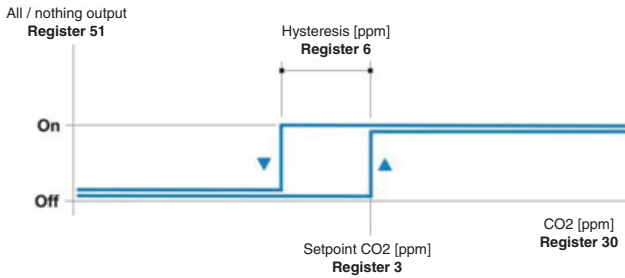 All / nothing output
Register 51
Hysteresis [ppm]
Register 6
On
Off
Setpoint CO2 [ppm]
Register 3
CO2 [ppm]
Register 30